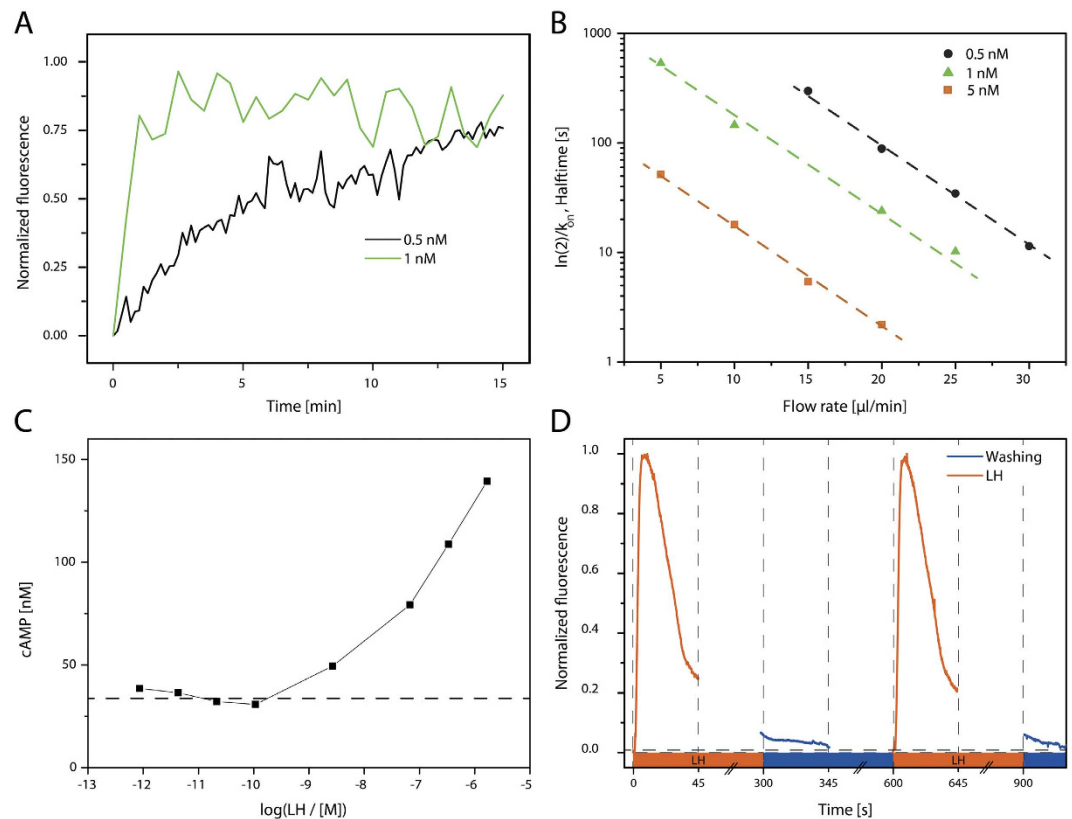 A
Normalized fluorescence
1.00
0.75
0.50
0.25
0.00
0.5 nM
1 nM
0 5 10 15
Time [min]
B
ln(2)/kon, Halftime [s]
1000
100
10
1
0.5 nM
1 nM
5 nM
5 10 15 20 25 30
Flow rate [µl/min]
C
cAMP [nM]
150
100
50
0
-13 -12 -11 -10 -9 -8 -7 -6 -5
log(LH / [M])
D
Normalized fluorescence
1.0
0.8
0.6
0.4
0.2
0.0
Washing
LH
LH LH
0 45 300 345 600 645 900
Time [s]